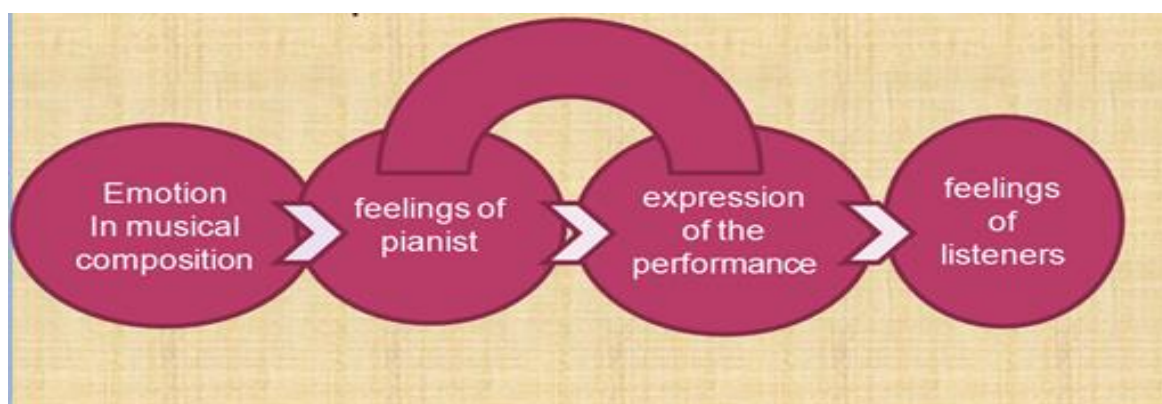 Emotion
In musical
composition
feelings of
pianist
expression
of the
performance
feelings
of
listeners